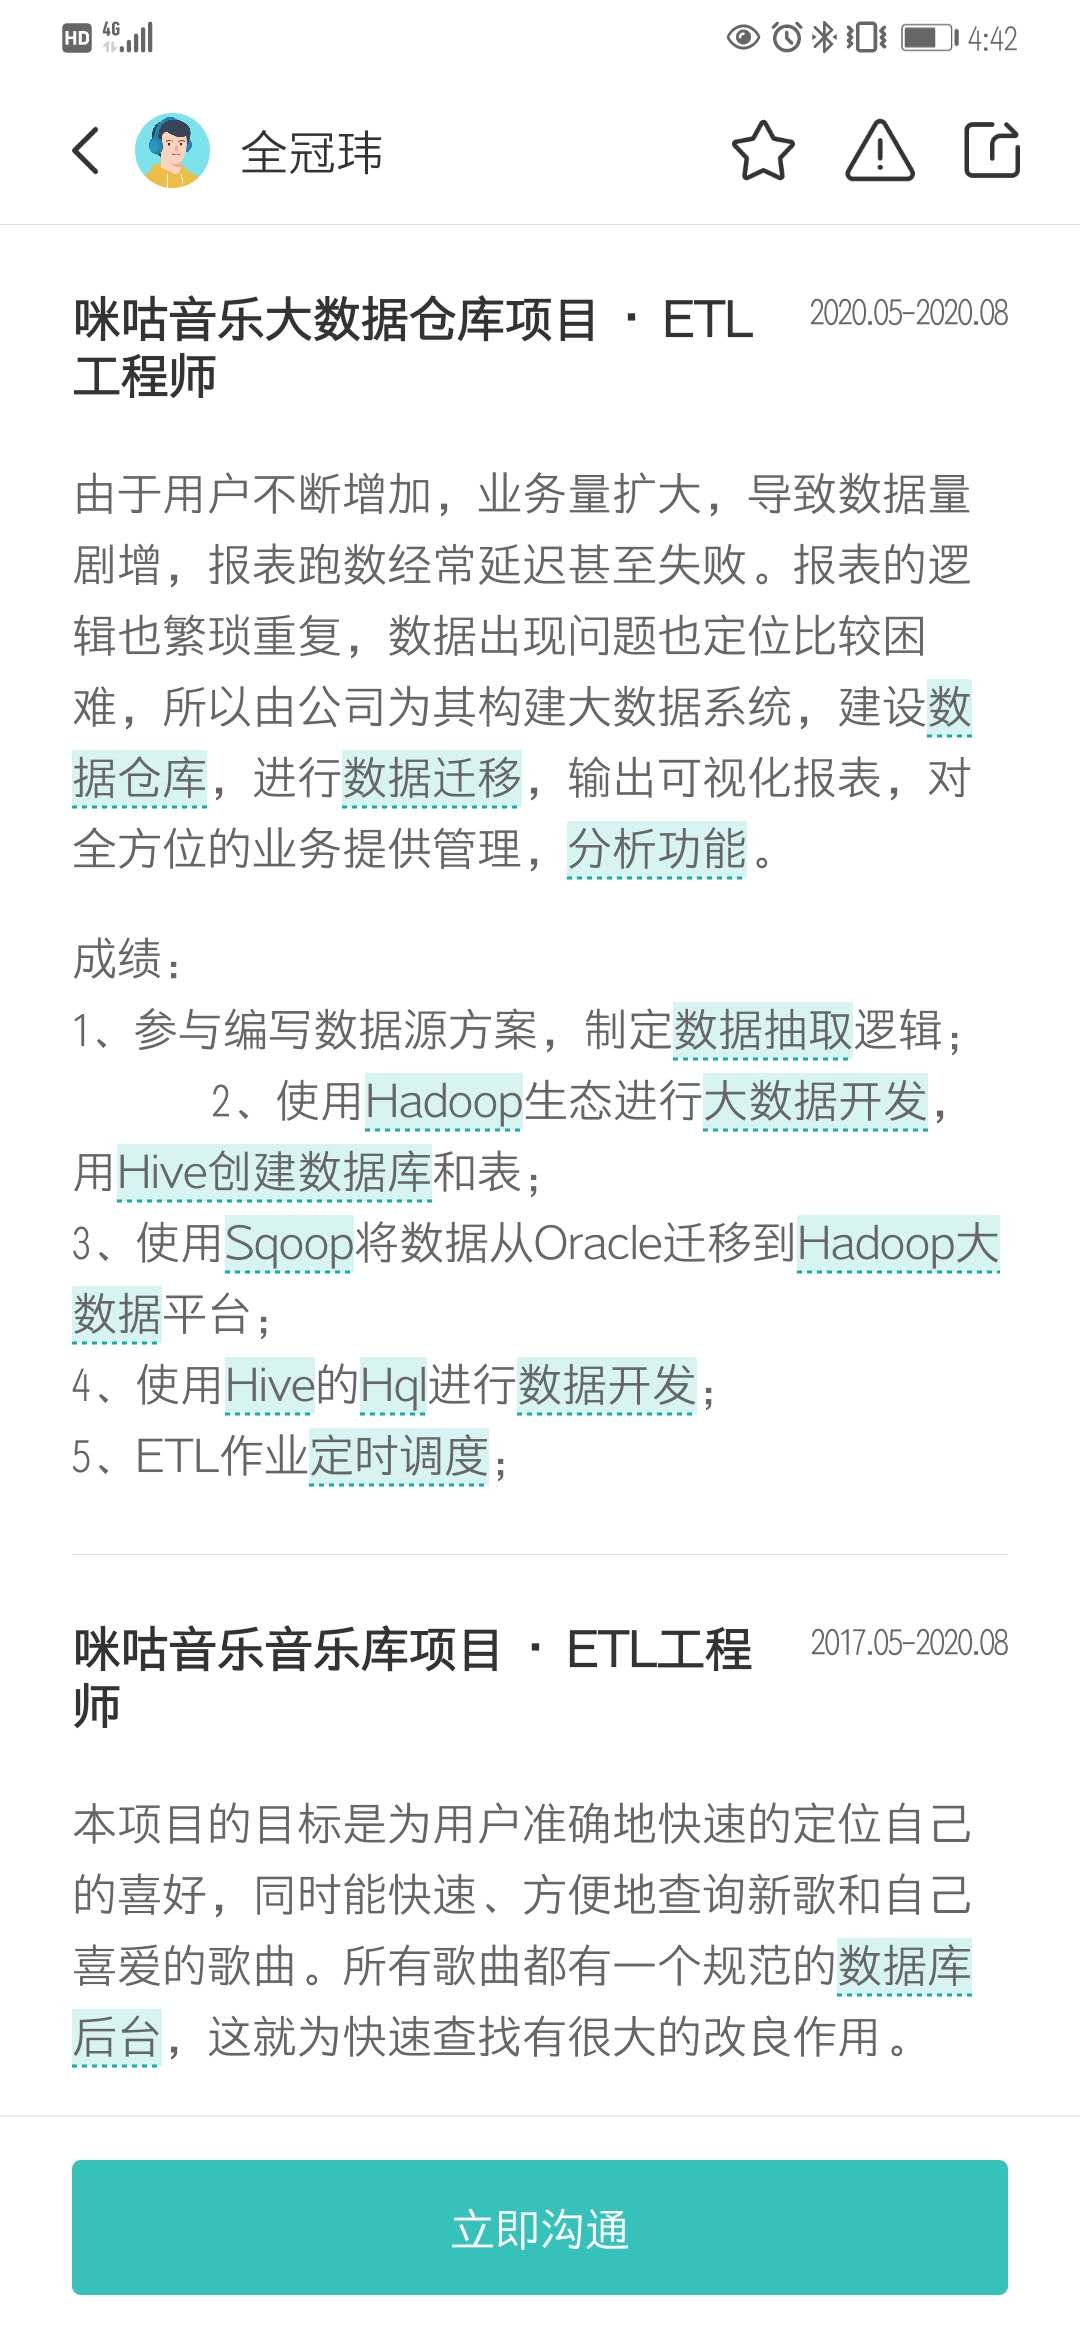 HD 4G 4:42
全冠玮
咪咕音乐大数据仓库项目 · ETL 2020.05-2020.08
工程师
由于用户不断增加，业务量扩大，导致数据量
剧增，报表跑数经常延迟甚至失败。报表的逻
辑也繁琐重复，数据出现问题也定位比较困
难，所以由公司为其构建大数据系统，建设数
据仓库，进行数据迁移，输出可视化报表，对
全方位的业务提供管理，分析功能。
成绩：
1、参与编写数据源方案，制定数据抽取逻辑；
2、使用Hadoop生态进行大数据开发，
用Hive创建数据库和表；
3、使用Sqoop将数据从Oracle迁移到Hadoop大
数据平台；
4、使用Hive的Hql进行数据开发；
5、ETL作业定时调度；
咪咕音乐音乐库项目 · ETL工程 2017.05-2020.08
师
本项目的目标是为用户准确地快速的定位自己
的喜好，同时能快速、方便地查询新歌和自己
喜爱的歌曲。所有歌曲都有一个规范的数据库
后台，这就为快速查找有很大的改良作用。
立即沟通